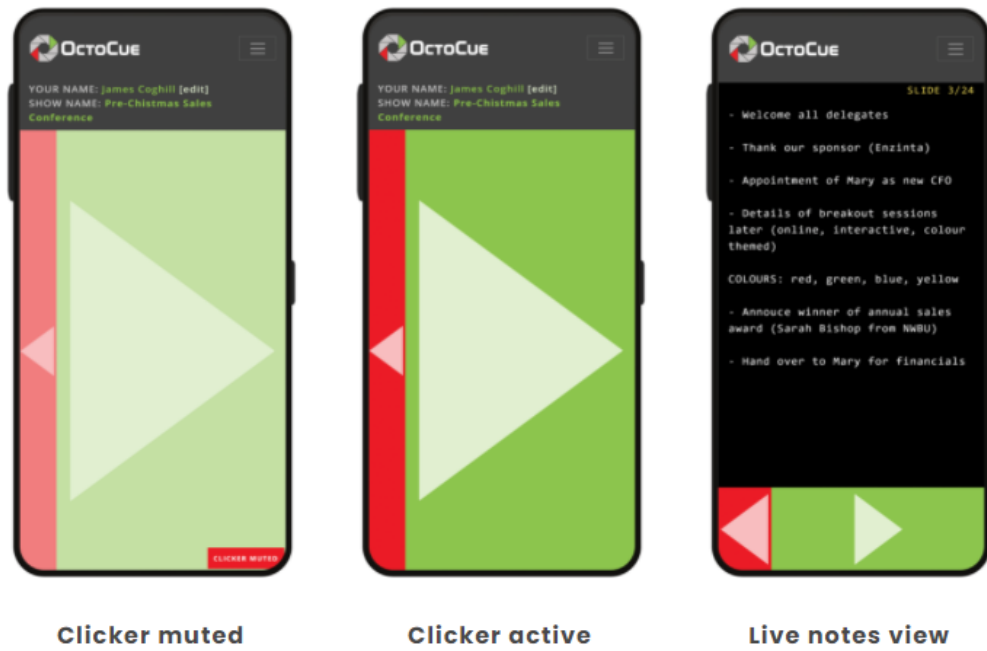 OCTOCUE
YOUR NAME: James Coghill [edit]
SHOW NAME: Pre-Chistmas Sales
Conference
CLICKER MUTED
Clicker muted
OCTOCUE
YOUR NAME: James Coghill [edit]
SHOW NAME: Pre-Chistmas Sales
Conference
Clicker active
OCTOCUE
SLIDE 3/24
- Welcome all delegates
- Thank our sponsor (Enzinta)
- Appointment of Mary as new CFO
- Details of breakout sessions
later (online, interactive, colour
themed)
COLOURS: red, green, blue, yellow
- Annouce winner of annual sales
award (Sarah Bishop from NWBU)
- Hand over to Mary for financials
Live notes view